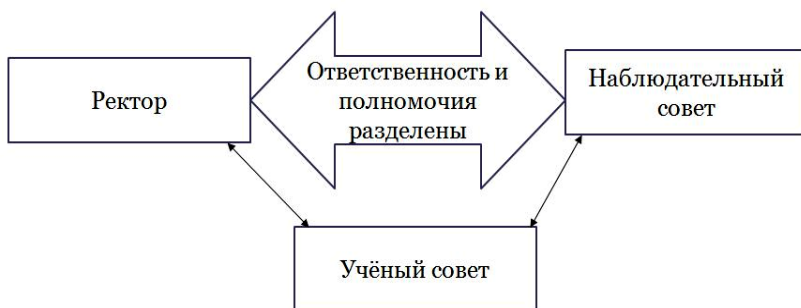 Ректор
Ответственность и
полномочия
разделены
Наблюдательный
совет
Учёный совет